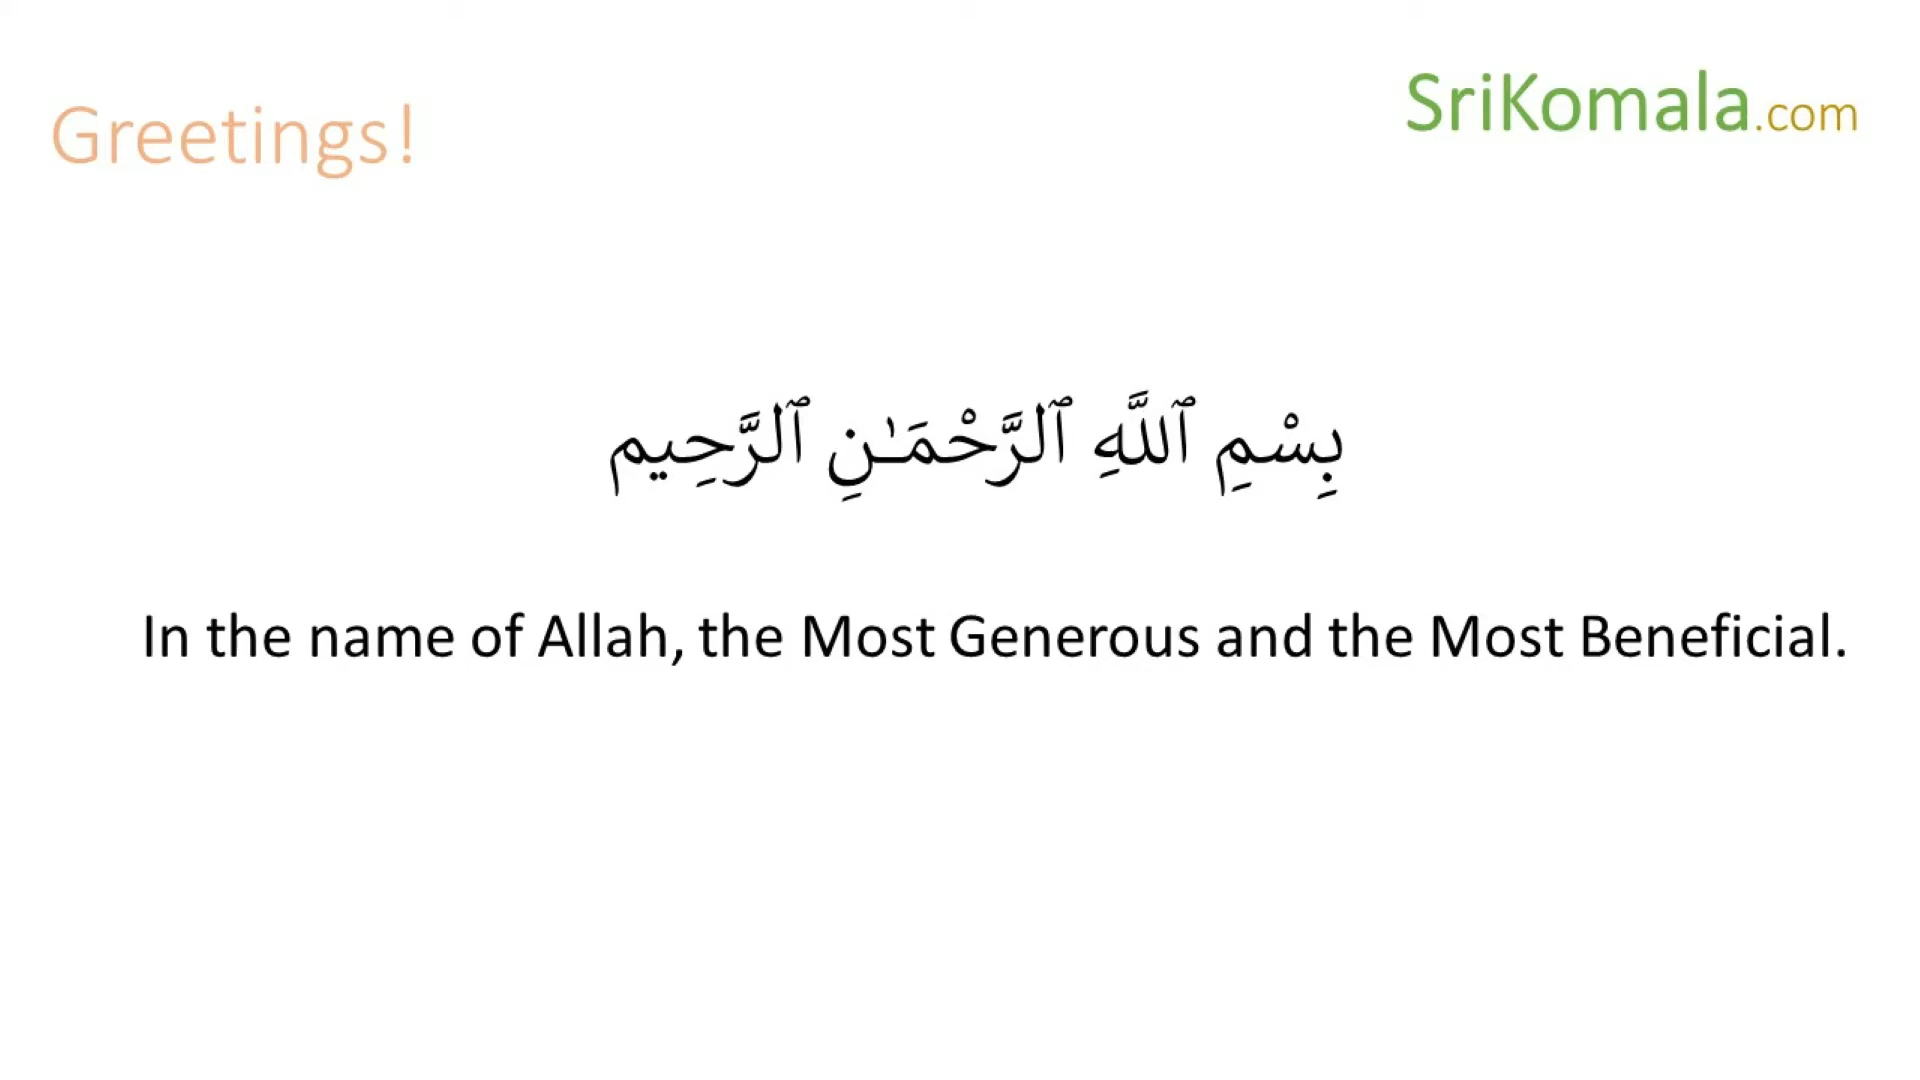 Greetings!
SriKomala.com
بِسْمِ ٱللَّهِ ٱلرَّحْمَـٰنِ ٱلرَّحِيم
In the name of Allah, the Most Generous and the Most Beneficial.